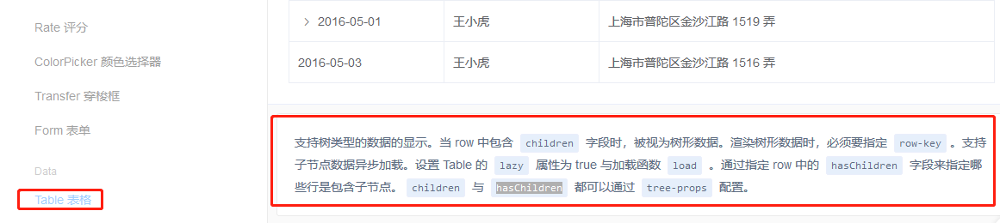 Rate 评分
ColorPicker 颜色选择器
Transfer 穿梭框
Form 表单
Data
Table 表格
2016-05-01 王小虎 上海市普陀区金沙江路 1519 弄
2016-05-03 王小虎 上海市普陀区金沙江路 1516 弄
支持树类型的数据的显示。当 row 中包含 children 字段时，被视为树形数据。渲染树形数据时，必须要指定 row-key 。支持
子节点数据异步加载。设置 Table 的 lazy 属性为 true 与加载函数 load 。通过指定 row 中的 hasChildren 字段来指定哪
些行是包含子节点。 children 与 hasChildren 都可以通过 tree-props 配置。